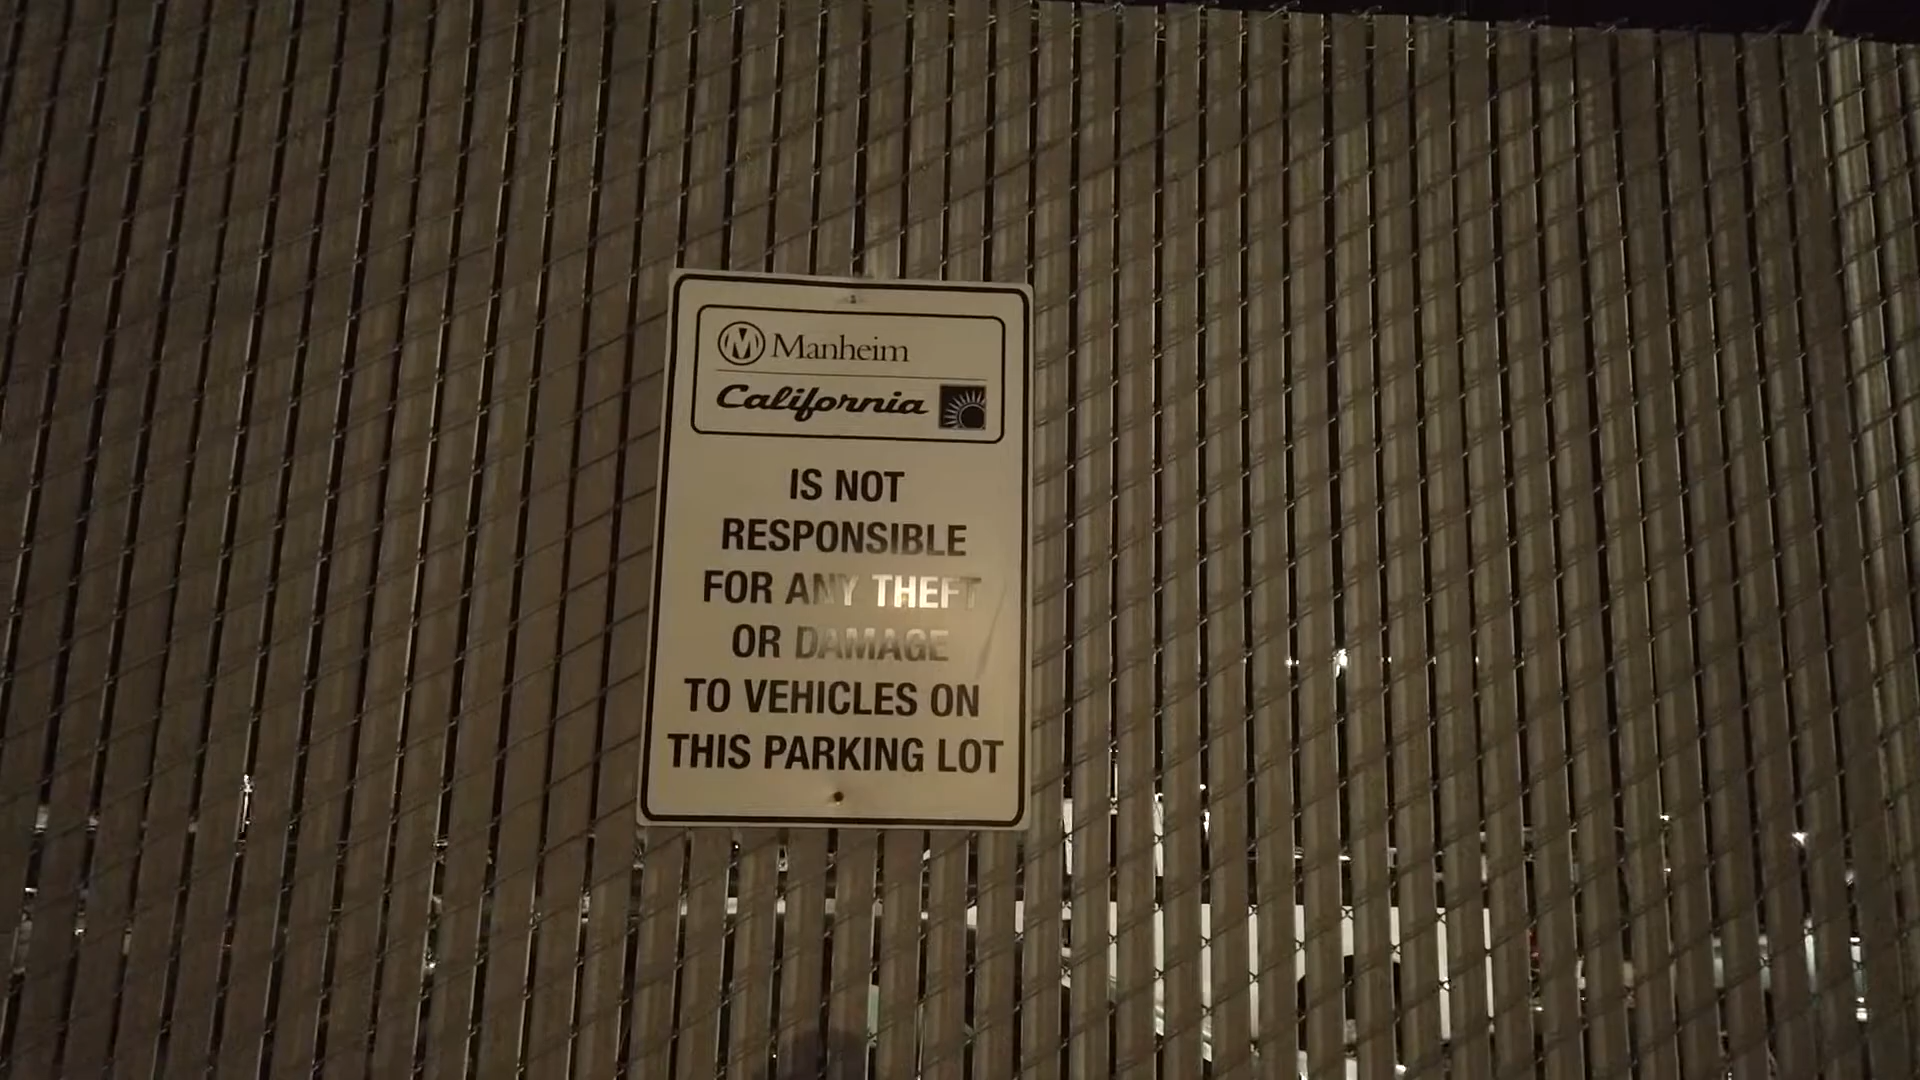 Manheim
California
IS NOT
RESPONSIBLE
FOR ANY THEFT
OR DAMAGE
TO VEHICLES ON
THIS PARKING LOT